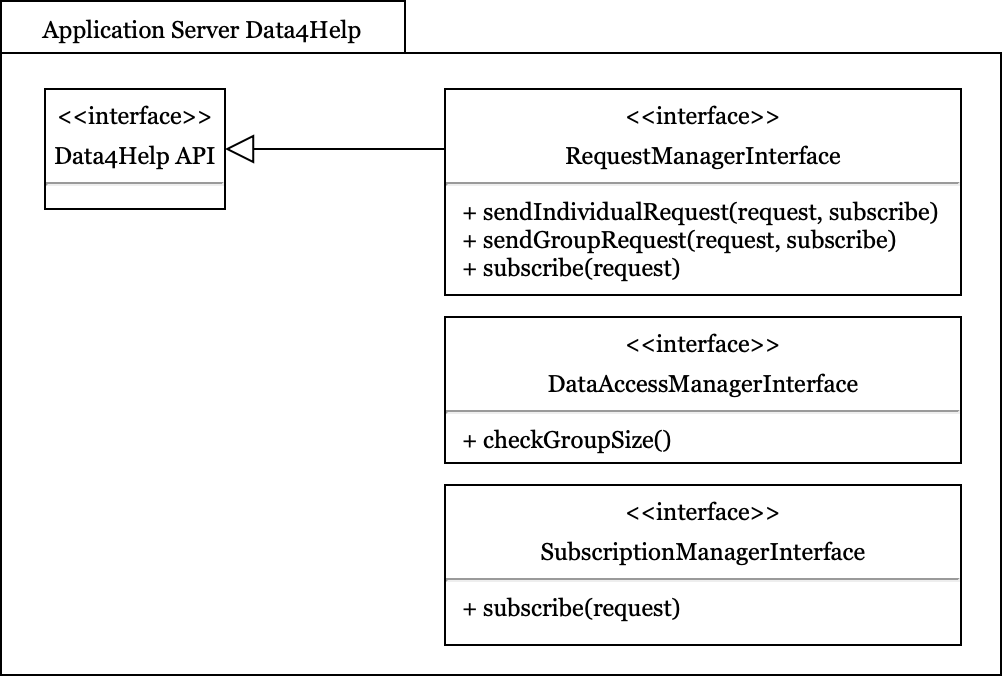 Application Server Data4Help
<<interface>>
Data4Help API
<<interface>>
RequestManagerInterface
+ sendIndividualRequest(request, subscribe)
+ sendGroupRequest(request, subscribe)
+ subscribe(request)
<<interface>>
DataAccessManagerInterface
+ checkGroupSize()
<<interface>>
SubscriptionManagerInterface
+ subscribe(request)